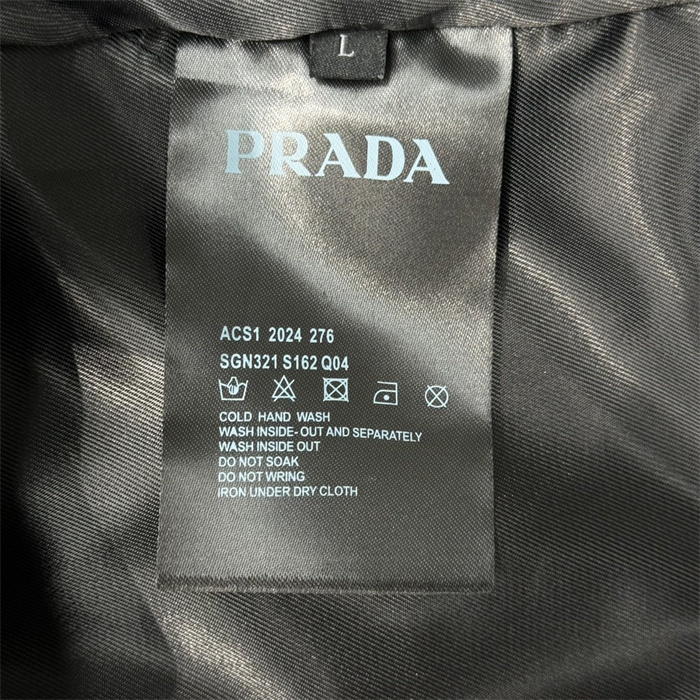 L
PRADA
ACS1 2024 276
SGN321 S162 Q04
COLD HAND WASH
WASH INSIDE-OUT AND SEPARATELY
WASH INSIDE OUT
DO NOT SOAK
DO NOT WRING
IRON UNDER DRY CLOTH